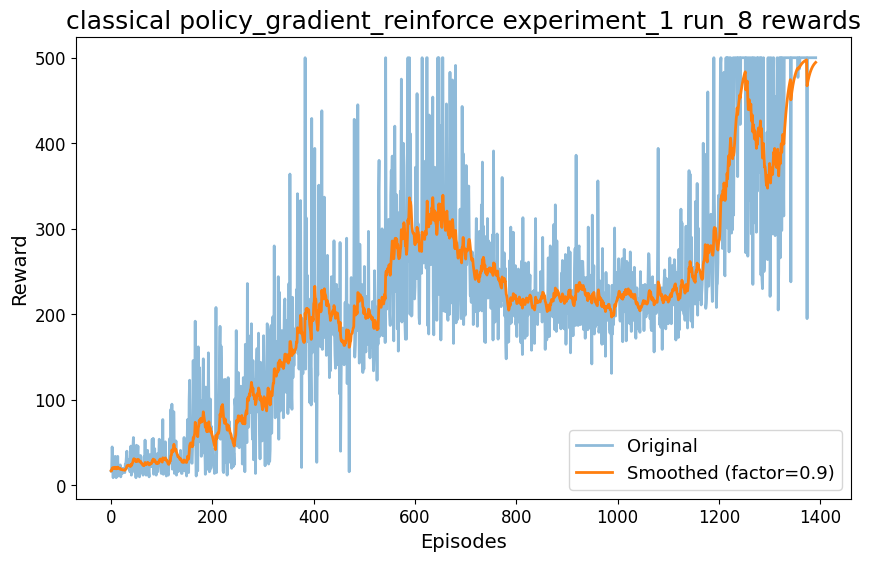 classical policy_gradient_reinforce experiment_1 run_8 rewards
Reward
500
400
300
200
100
0
0 200 400 600 800 1000 1200 1400
Episodes
Original
Smoothed (factor=0.9)